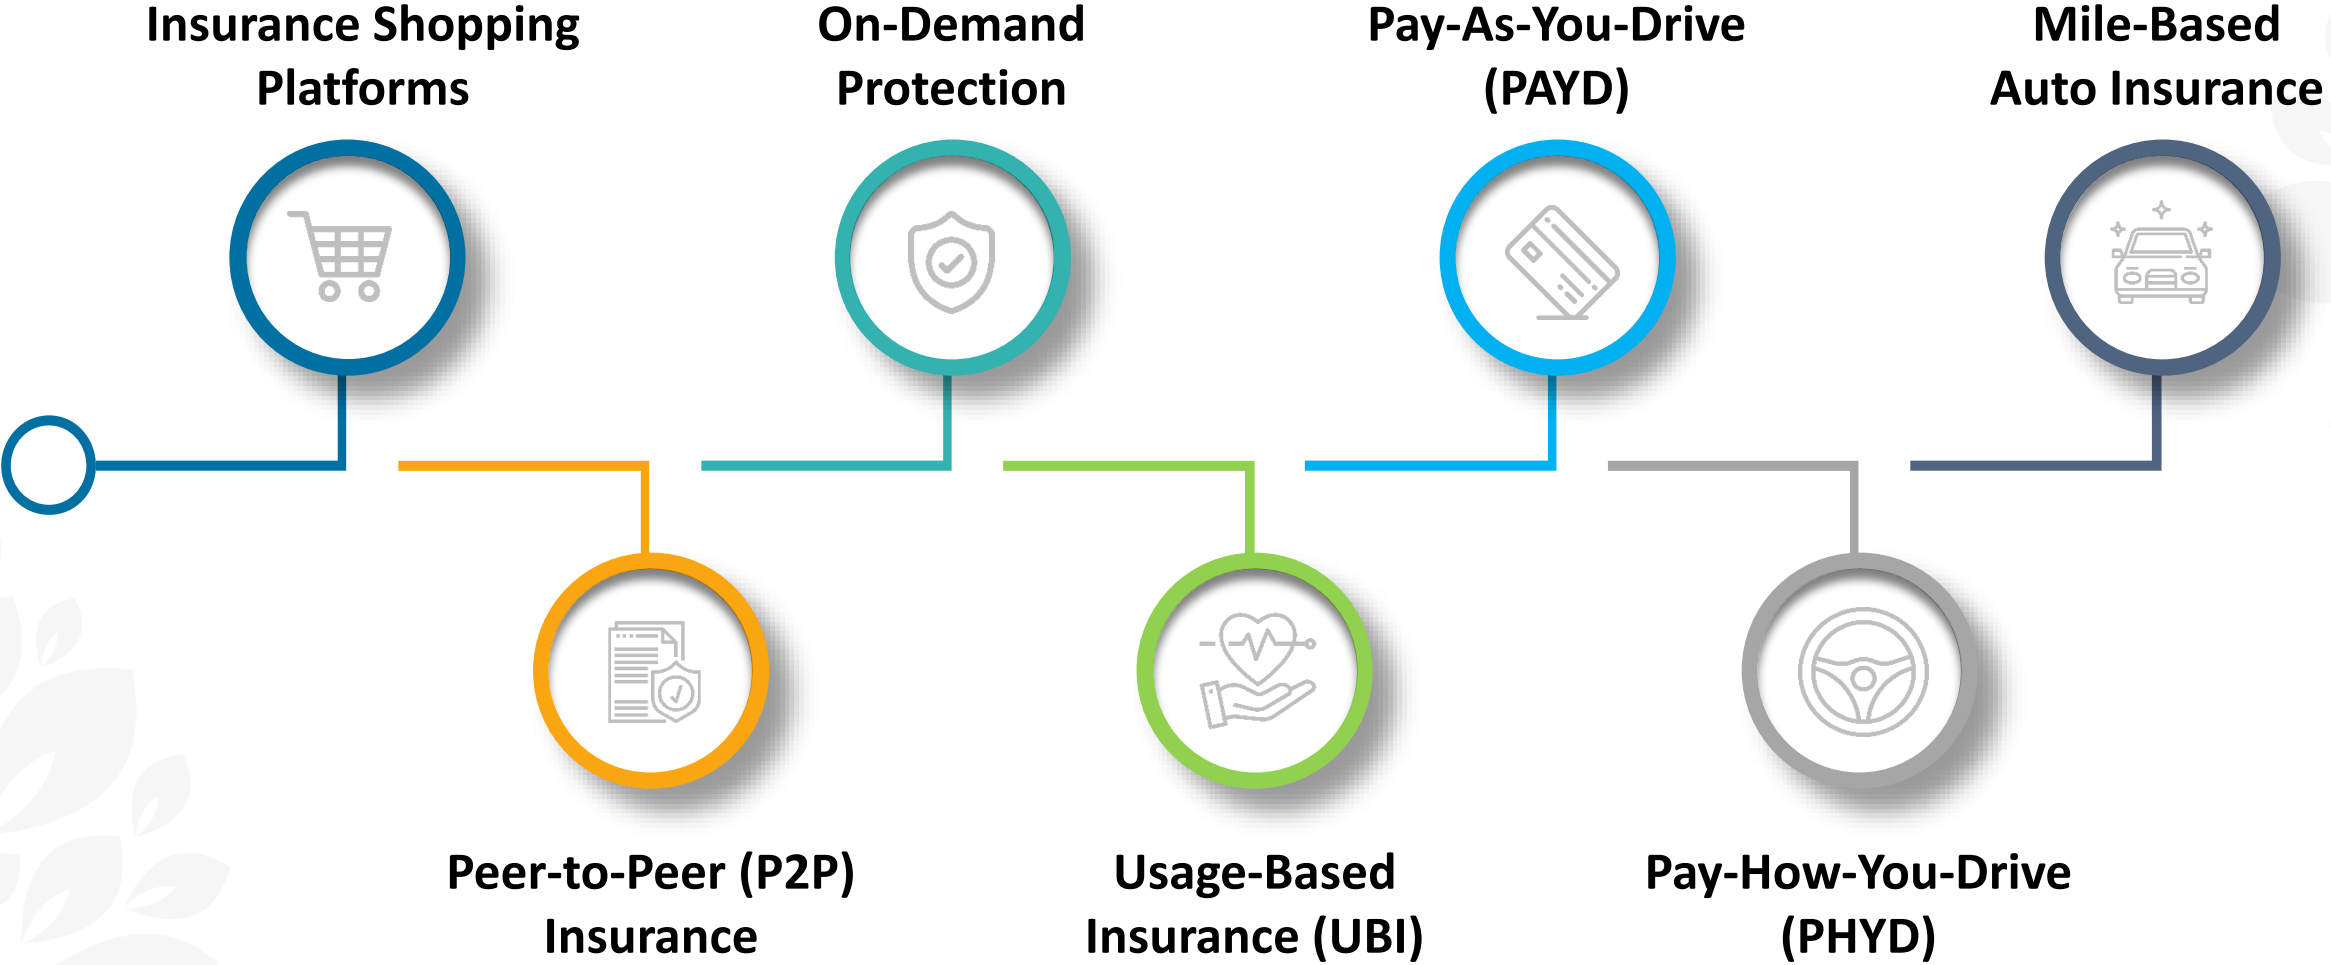 Insurance Shopping
Platforms
Peer-to-Peer (P2P)
Insurance
On-Demand
Protection
Usage-Based
Insurance (UBI)
Pay-As-You-Drive
(PAYD)
Pay-How-You-Drive
(PHYD)
Mile-Based
Auto Insurance